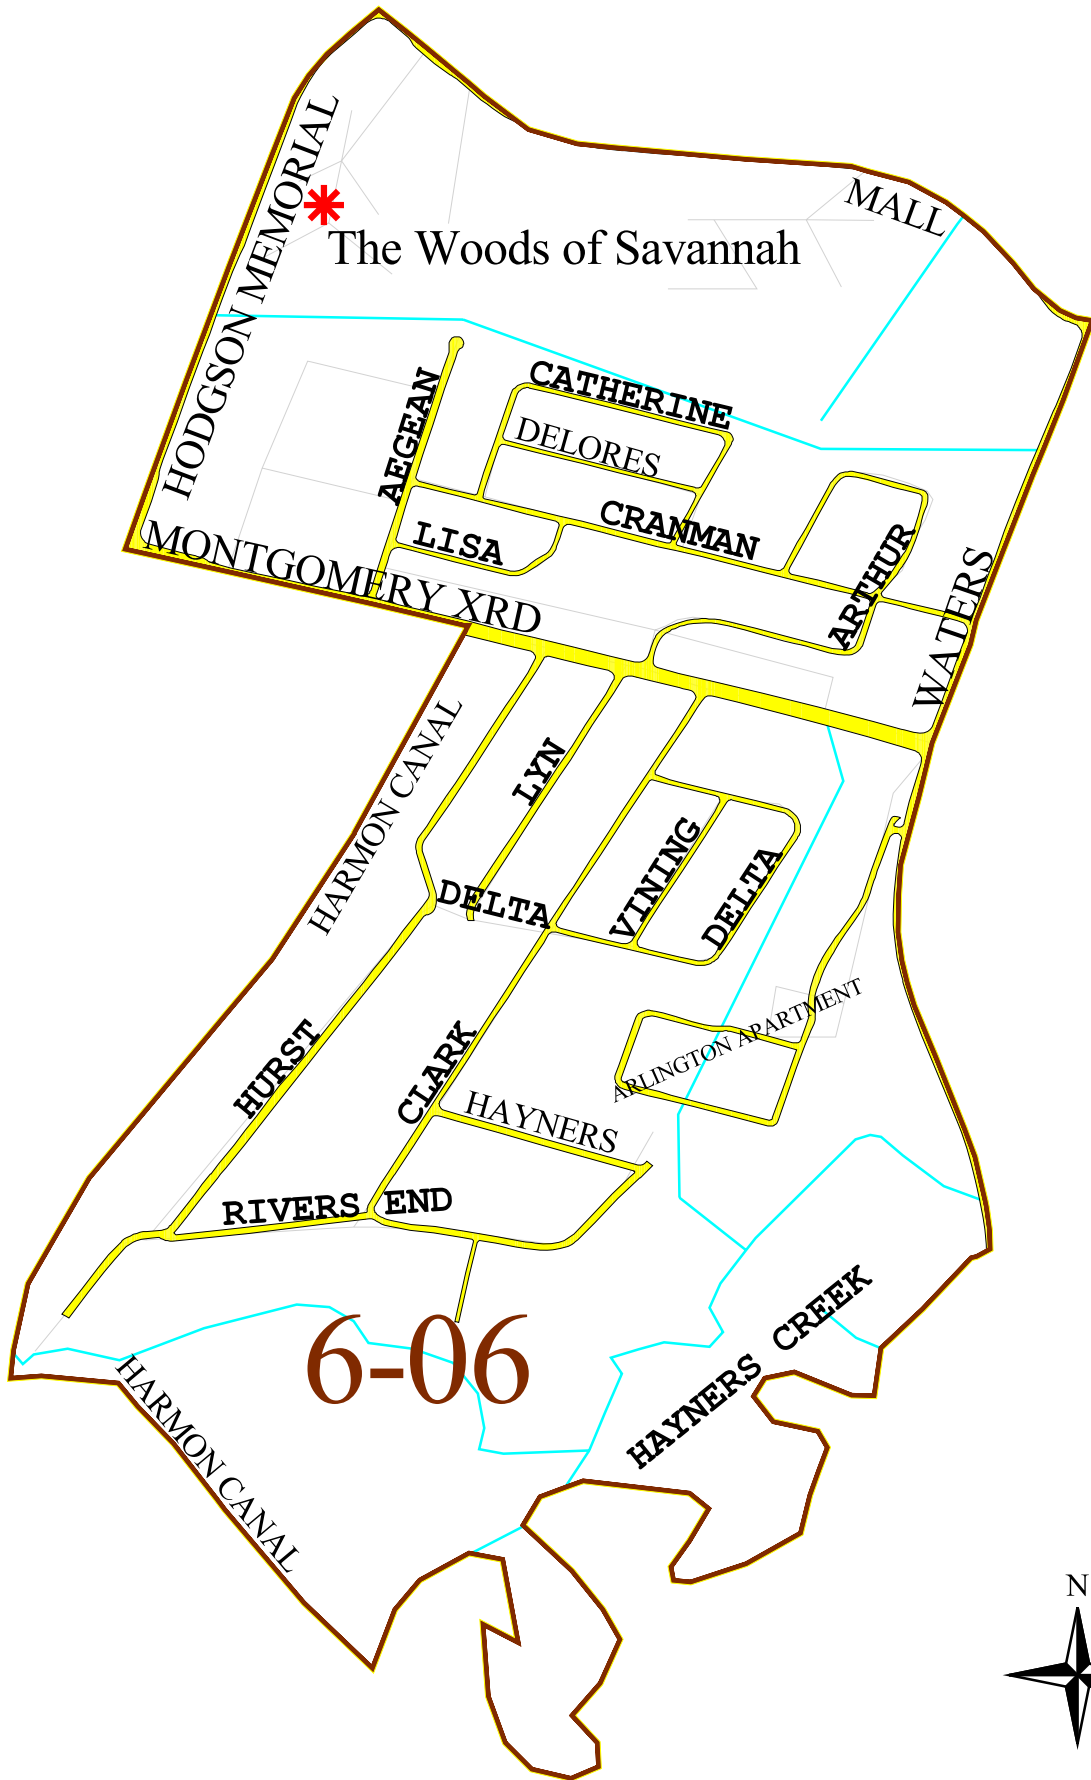 HODGSON MEMORIAL
MALL
The Woods of Savannah
AEGEAN
CATHERINE
DELORES
CRANMAN
LISA
ARTHUR
MONTGOMERY XRD
WATERS
HARMON CANAL
LYN
VINING
DELTA
DELTA
ARLINGTON APARTMENT
HURST
CLARK
HAYNERS
RIVERS END
6-06
HAYNERS CREEK
HARMON CANAL
N